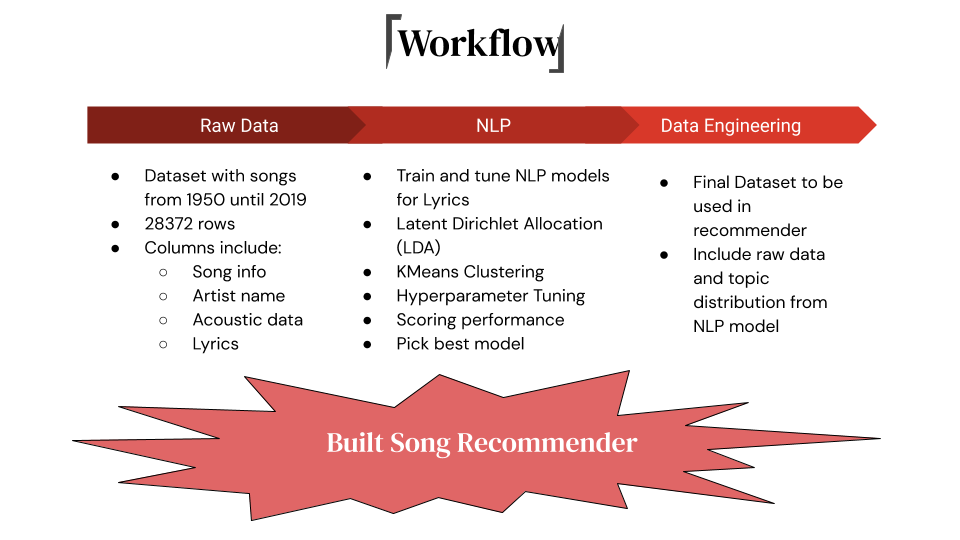 Workflow
Raw Data
NLP
Data Engineering
● Dataset with songs
from 1950 until 2019
● 28372 rows
● Columns include:
○ Song info
○ Artist name
○ Acoustic data
○ Lyrics
● Train and tune NLP models
for Lyrics
● Latent Dirichlet Allocation
(LDA)
● KMeans Clustering
● Hyperparameter Tuning
● Scoring performance
● Pick best model
● Final Dataset to be
used in
recommender
● Include raw data
and topic
distribution from
NLP model
Built Song Recommender